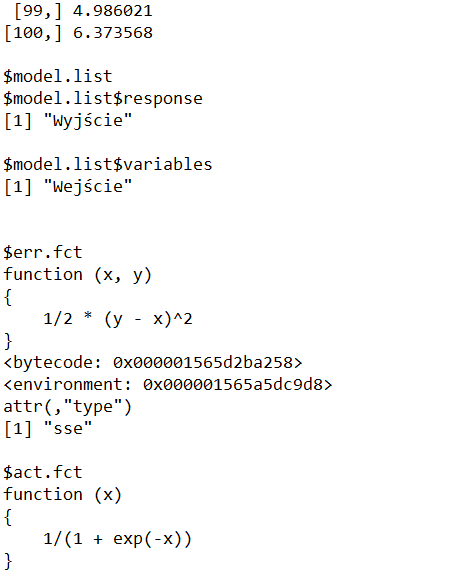 [99,] 4.986021
[100,] 6.373568
$model.list
$model.list$response
[1] "Wyjście"
$model.list$variables
[1] "Wejście"
$err.fct
function (x, y)
{
1/2 * (y - x)^2
}
<bytecode: 0x000001565d2ba258>
<environment: 0x000001565a5dc9d8>
attr(,"type")
[1] "sse"
$act.fct
function (x)
{
1/(1 + exp(-x))
}